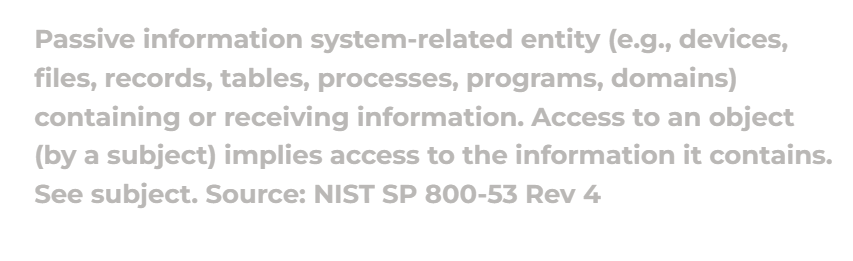 Passive information system-related entity (e.g., devices,
files, records, tables, processes, programs, domains)
containing or receiving information. Access to an object
(by a subject) implies access to the information it contains.
See subject. Source: NIST SP 800-53 Rev 4